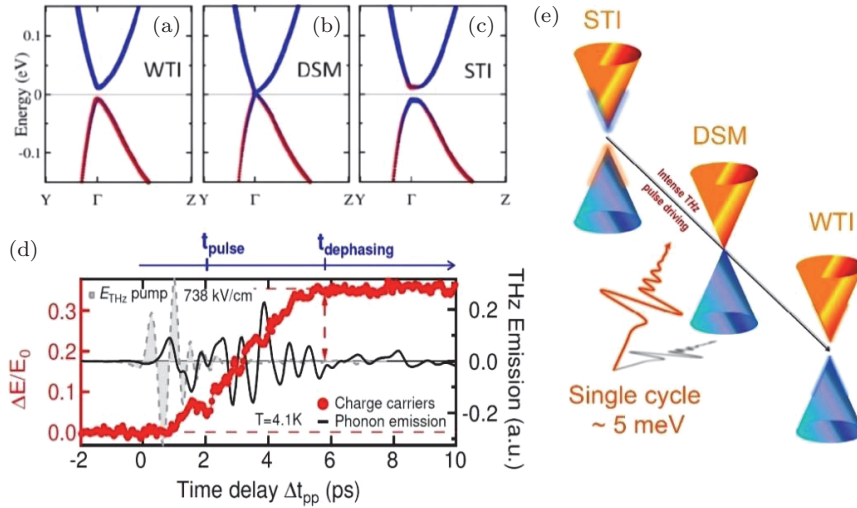 (a)
(b)
(c)
(e)
Energy (eV)
0.1
0
-0.1
WTI
DSM
STI
Y
Γ
Z
Y
Γ
Z
Y
Γ
Z
STI
DSM
WTI
Intense THz
pulse driving
Single cycle
~ 5 meV
(d)
t_pulse
t_dephasing
E_THz pump
738 kV/cm
ΔE/E_0
0.3
0.2
0.1
0.0
THz Emission (a.u.)
0.2
0.0
-0.2
Charge carriers
T=4.1K
Phonon emission
-2
0
2
4
6
8
10
Time delay Δt_pp (ps)